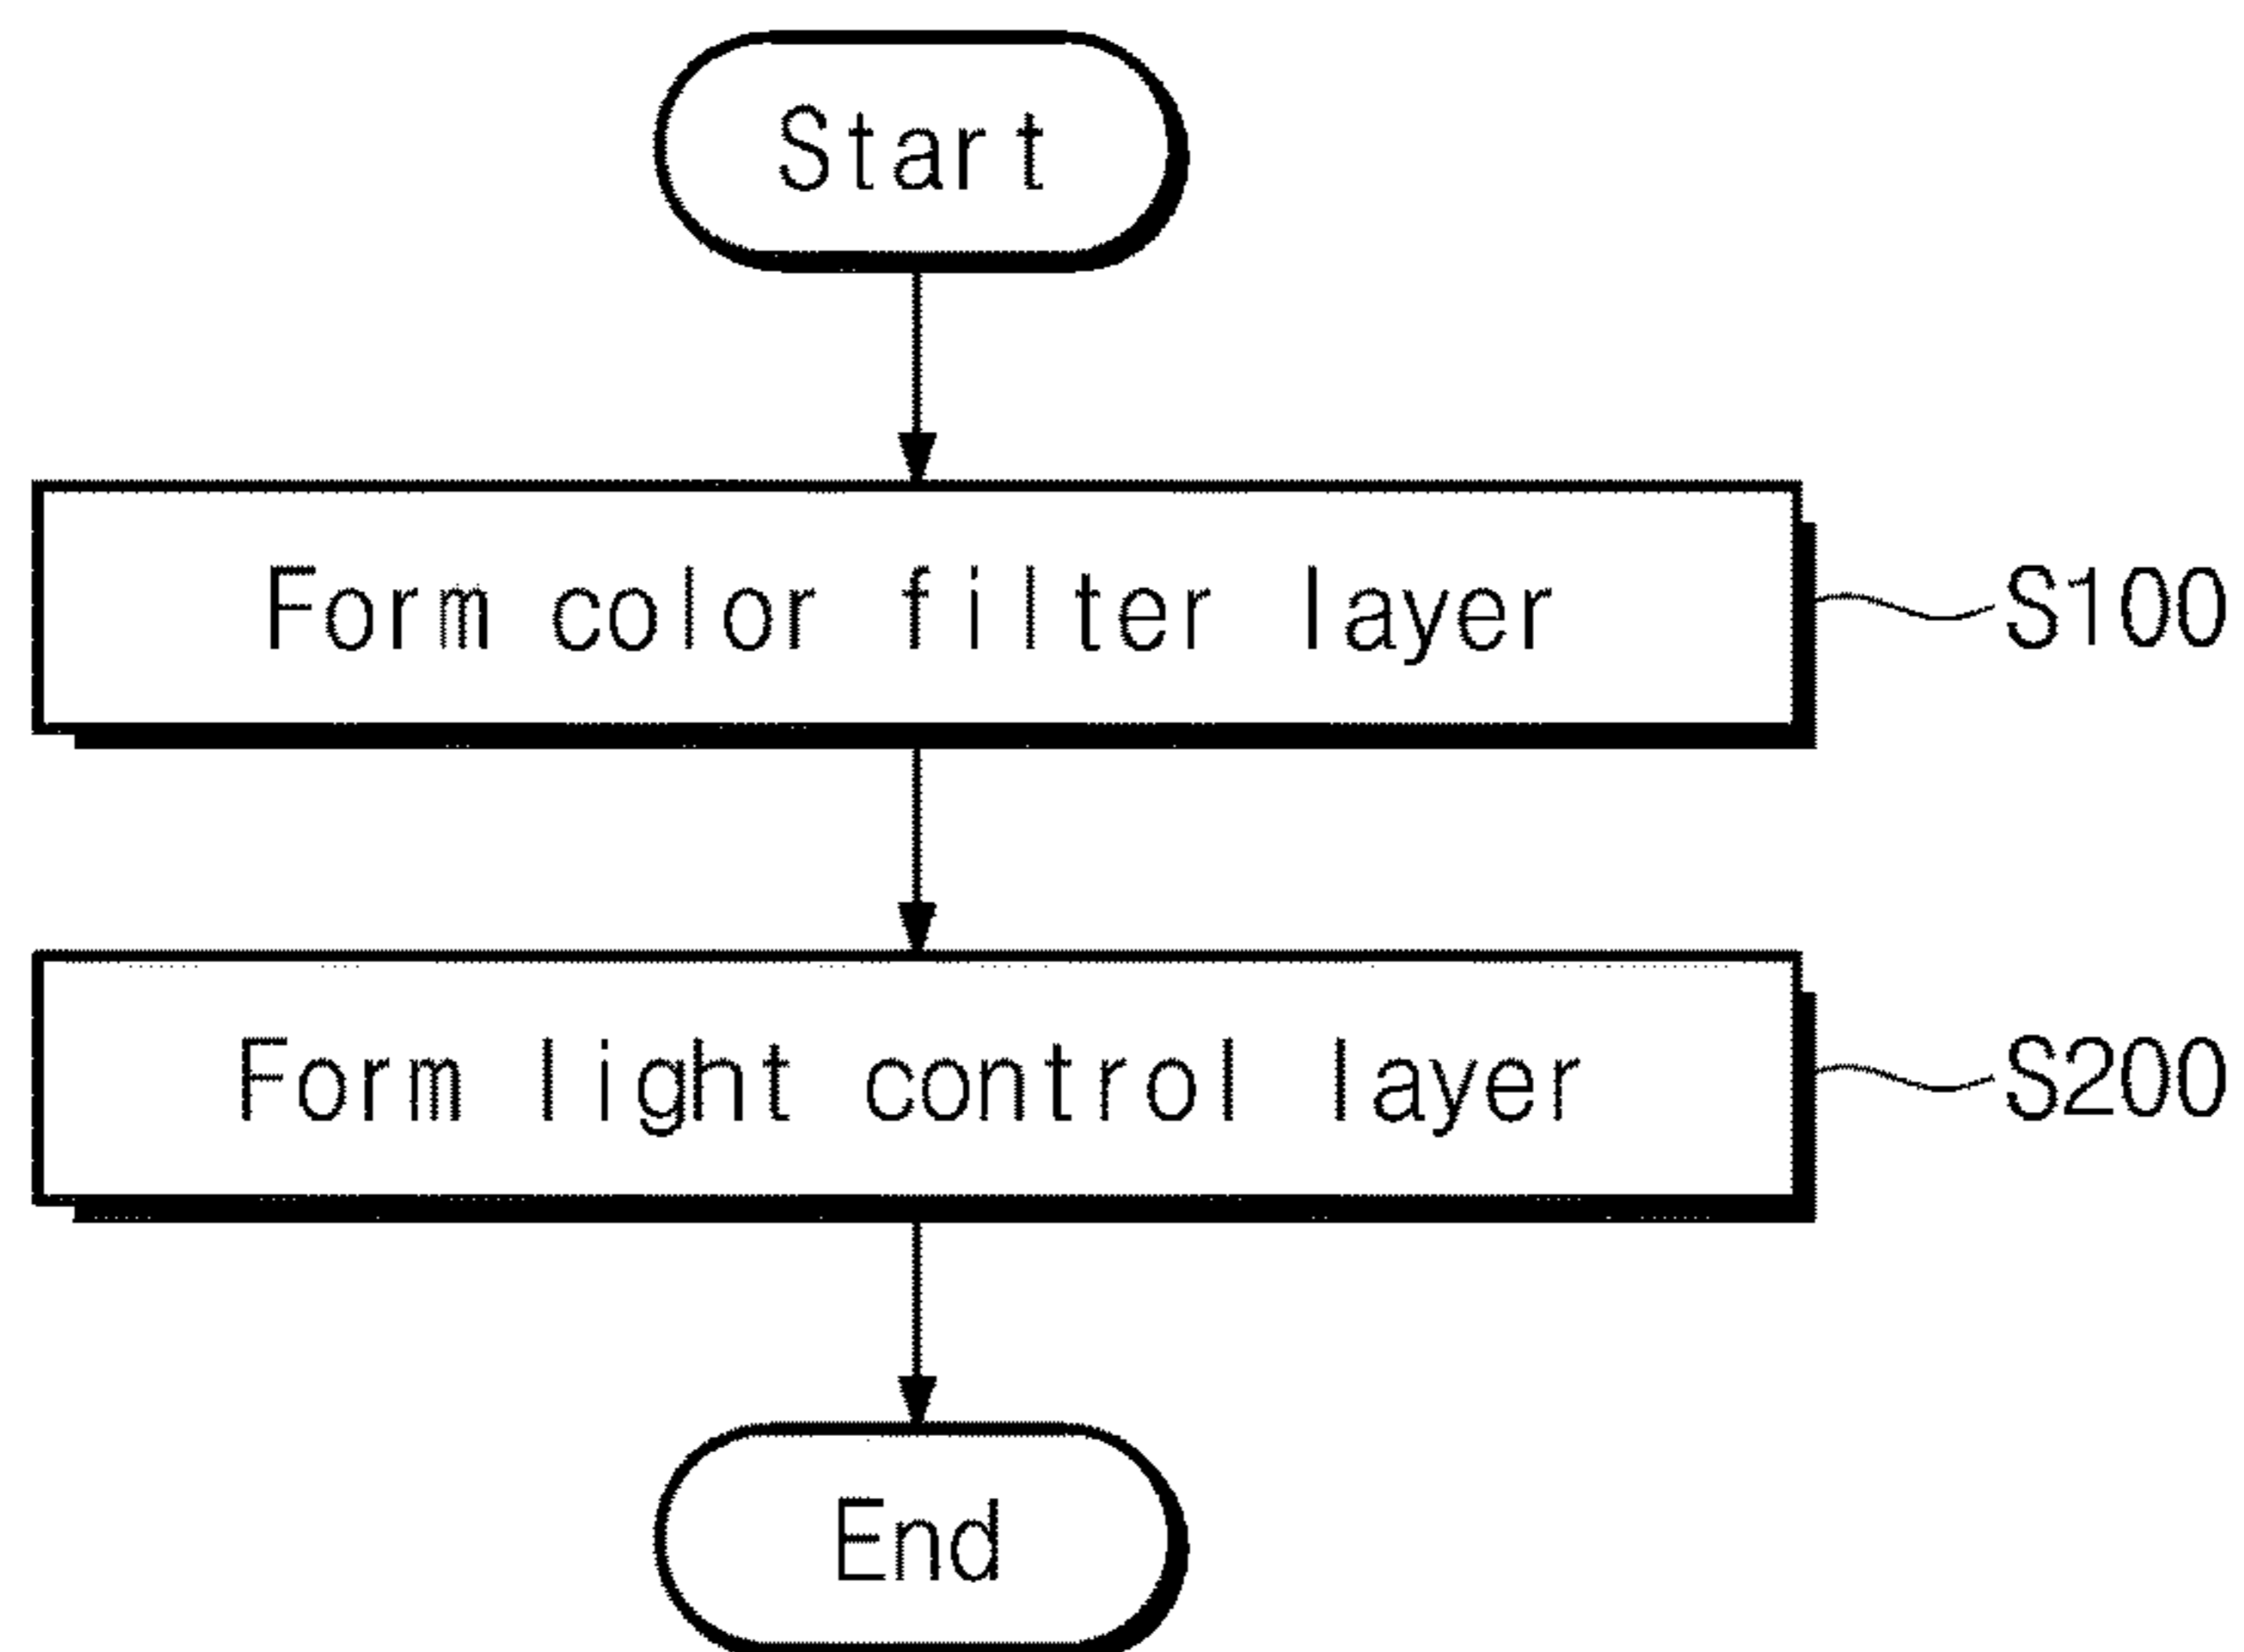 Start
Form color filter layer
S100
Form light control layer
S200
End